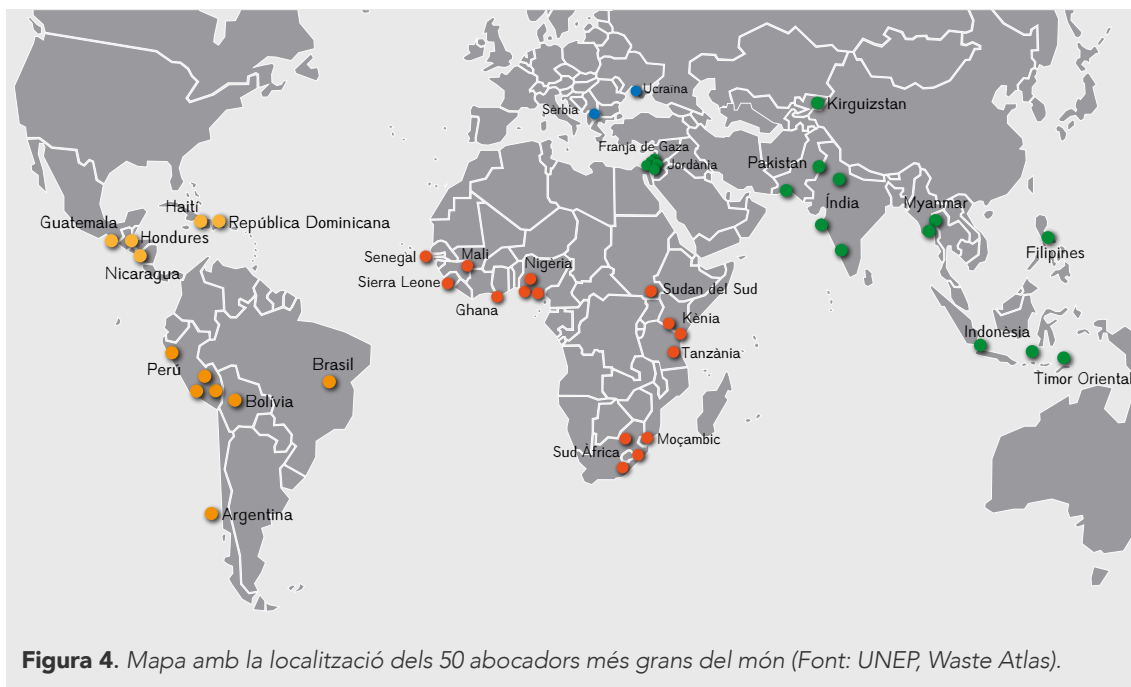 Ucraïna
Kirguizstan
Sèrbia
Franja de Gaza
Jordània
Pakistan
Índia
Myanmar
Haití
Guatemala
República Dominicana
Hondures
Nicaragua
Senegal
Mali
Nigèria
Sierra Leone
Ghana
Sudan del Sud
Filipines
Kènia
Indonèsia
Tanzània
Timor Oriental
Perú
Brasil
Bolívia
Moçambic
Sud Àfrica
Argentina
Figura 4. Mapa amb la localització dels 50 abocadors més grans del món (Font: UNEP, Waste Atlas).